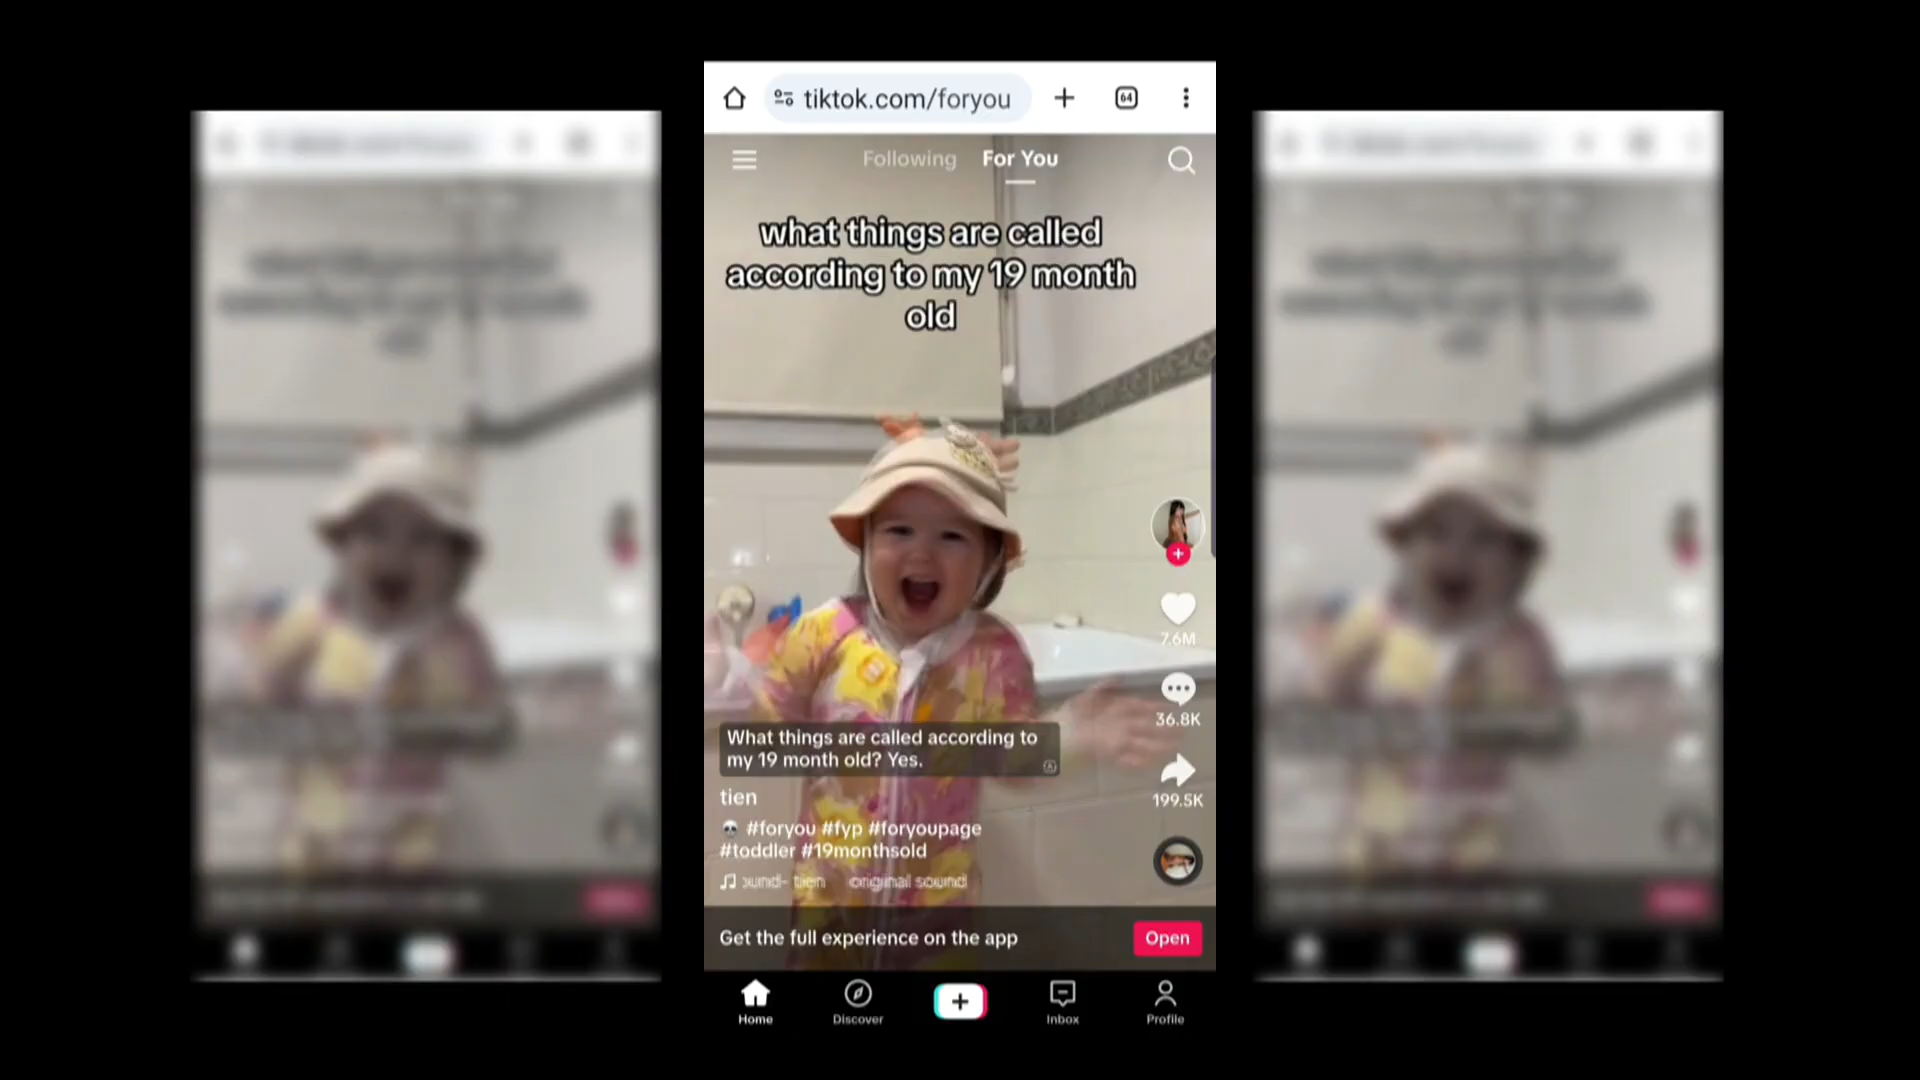 tiktok.com/foryou
64
Following For You
what things are called
according to my 19 month
old
7.6M
36.8K
What things are called according to
my 19 month old? Yes.
199.5K
tien
#foryou #fyp #foryoupage
#toddler #19monthsold
tien original sound
Get the full experience on the app
Open
Home Discover Inbox Profile